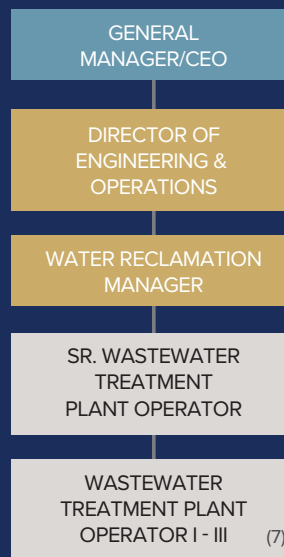 GENERAL
MANAGER/CEO
DIRECTOR OF
ENGINEERING &
OPERATIONS
WATER RECLAMATION
MANAGER
SR. WASTEWATER
TREATMENT
PLANT OPERATOR
WASTEWATER
TREATMENT PLANT
OPERATOR I - III (7)